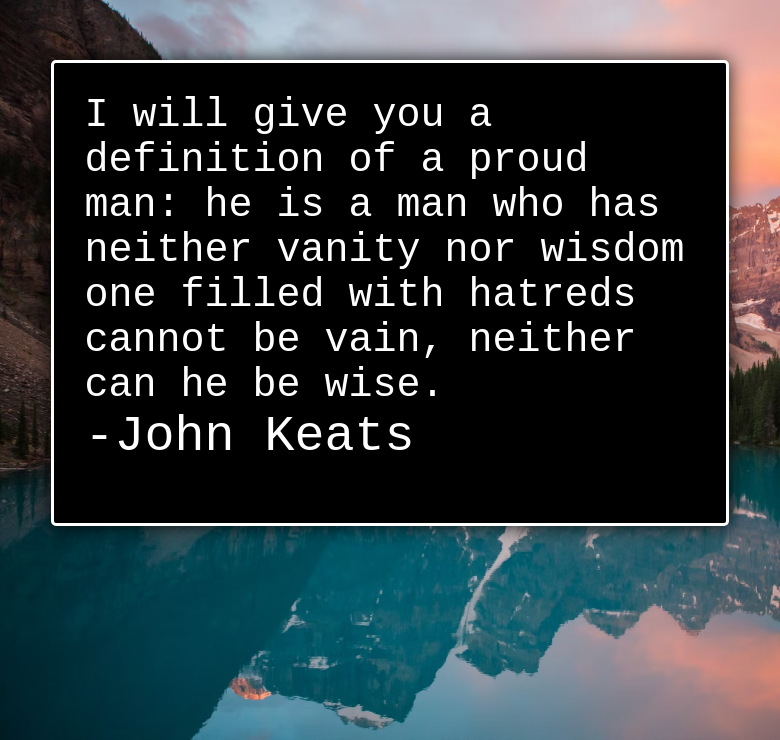 I will give you a
definition of a proud
man: he is a man who has
neither vanity nor wisdom
one filled with hatreds
cannot be vain, neither
can he be wise.
-John Keats